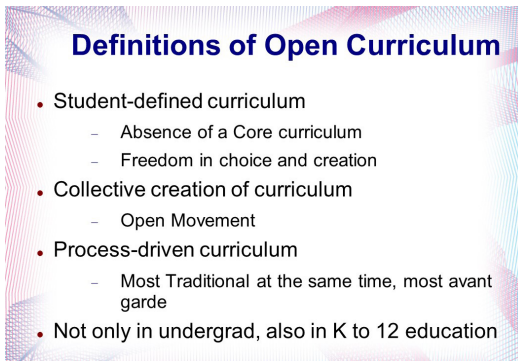 Definitions of Open Curriculum
● Student-defined curriculum
– Absence of a Core curriculum
– Freedom in choice and creation
● Collective creation of curriculum
– Open Movement
● Process-driven curriculum
– Most Traditional at the same time, most avant
garde
● Not only in undergrad, also in K to 12 education